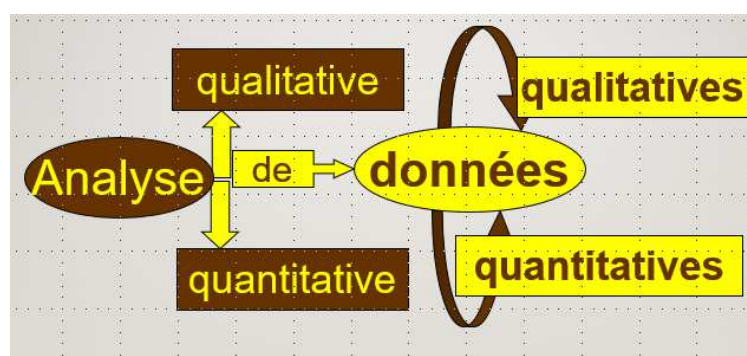 qualitative
qualitatives
Analyse
de
données
quantitative
quantitatives